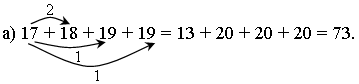 2
а) 17 + 18 + 19 + 19 = 13 + 20 + 20 + 20 = 73.
1
1